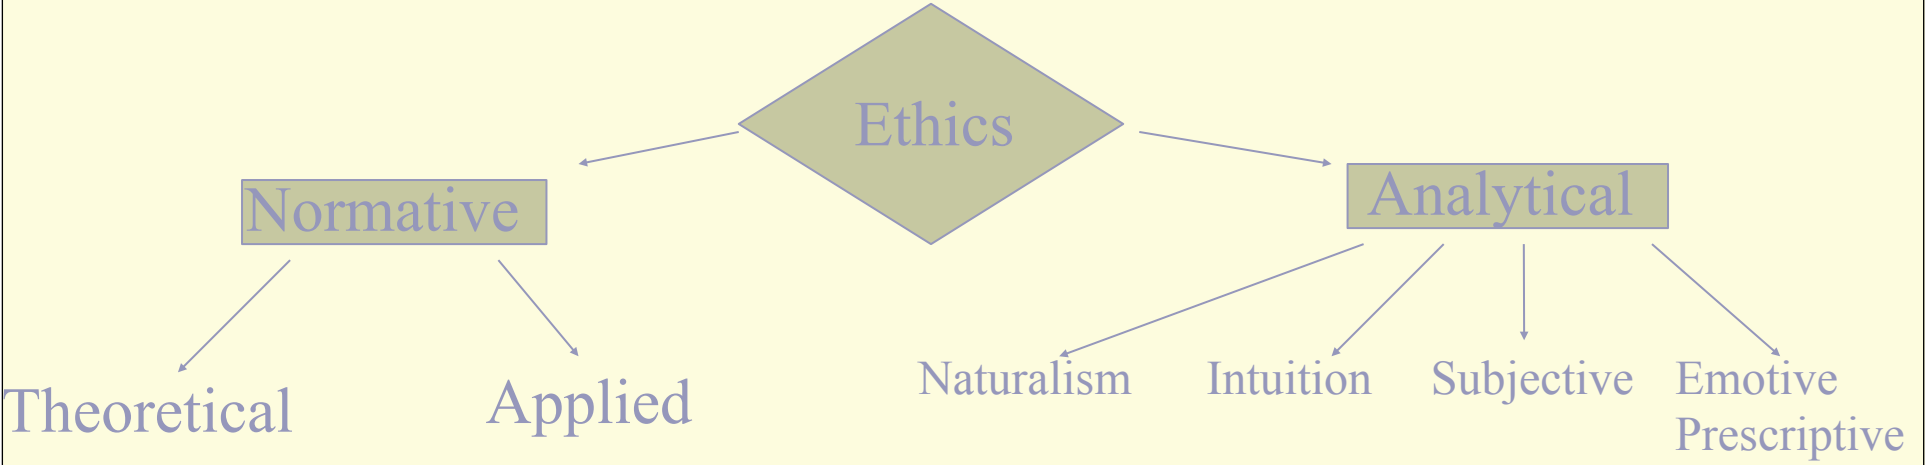 Ethics
Normative
Analytical
Theoretical
Applied
Naturalism
Intuition
Subjective
Emotive
Prescriptive